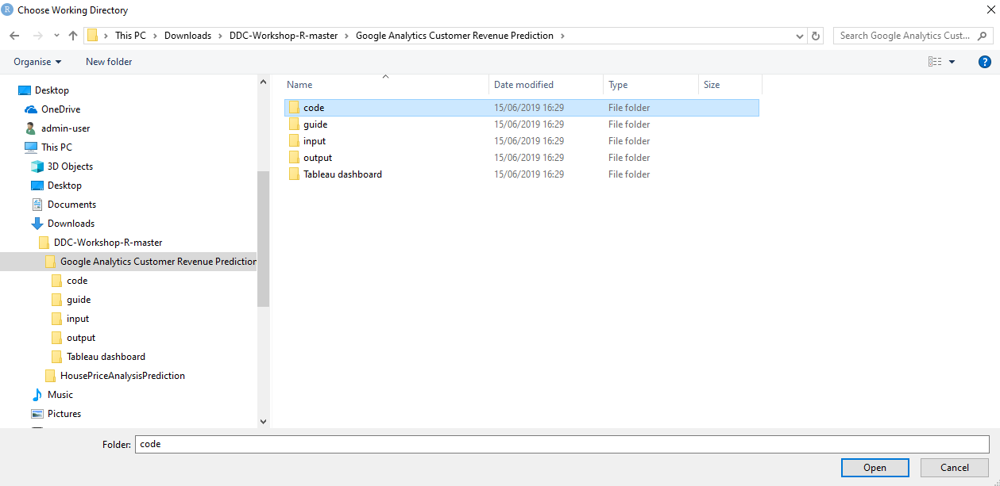 R Choose Working Directory
This PC > Downloads > DDC-Workshop-R-master > Google Analytics Customer Revenue Prediction >
Search Google Analytics Cust...
Organise
New folder
?
Desktop
OneDrive
admin-user
This PC
3D Objects
Desktop
Documents
Downloads
DDC-Workshop-R-master
Google Analytics Customer Revenue Prediction
code
guide
input
output
Tableau dashboard
HousePriceAnalysisPrediction
Music
Pictures
Name Date modified Type Size
code 15/06/2019 16:29 File folder
guide 15/06/2019 16:29 File folder
input 15/06/2019 16:29 File folder
output 15/06/2019 16:29 File folder
Tableau dashboard 15/06/2019 16:29 File folder
Folder: code
Open Cancel